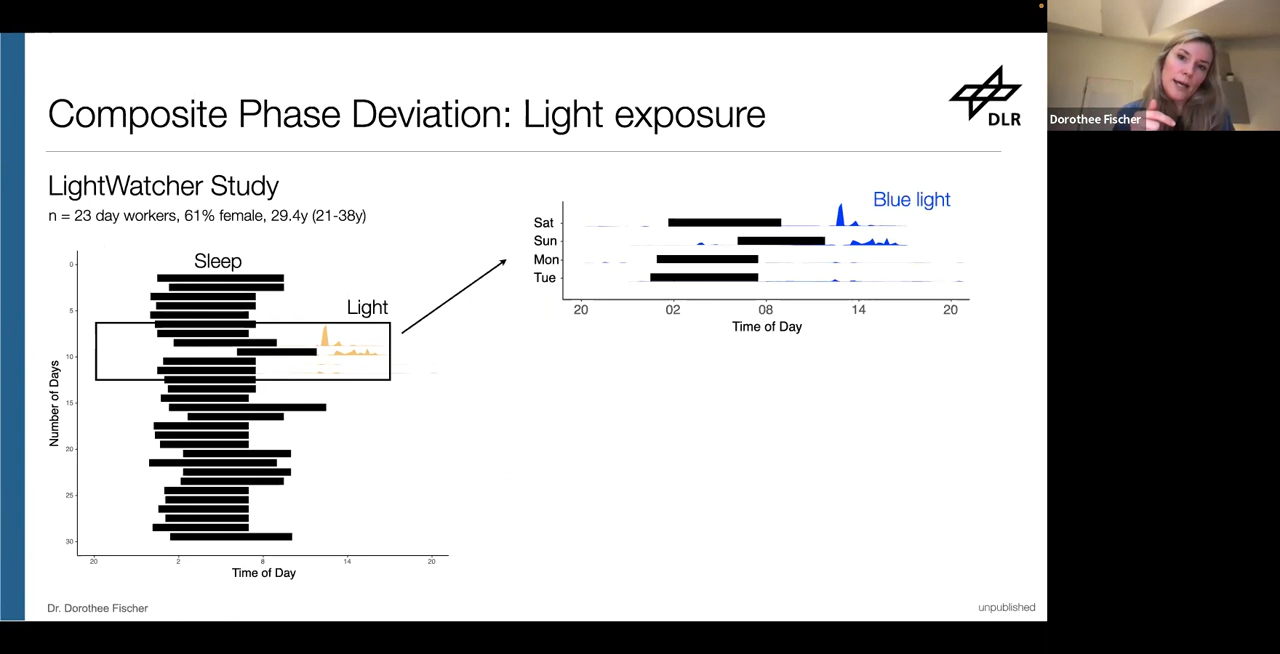 Composite Phase Deviation: Light exposure
DLR
Dorothee Fischer
LightWatcher Study
n = 23 day workers, 61% female, 29.4y (21-38y)
Sleep
Light
Number of Days
0
5
10
15
20
25
30
20 2 8 14 20
Time of Day
Blue light
Sat
Sun
Mon
Tue
20 02 08 14 20
Time of Day
Dr. Dorothee Fischer
unpublished